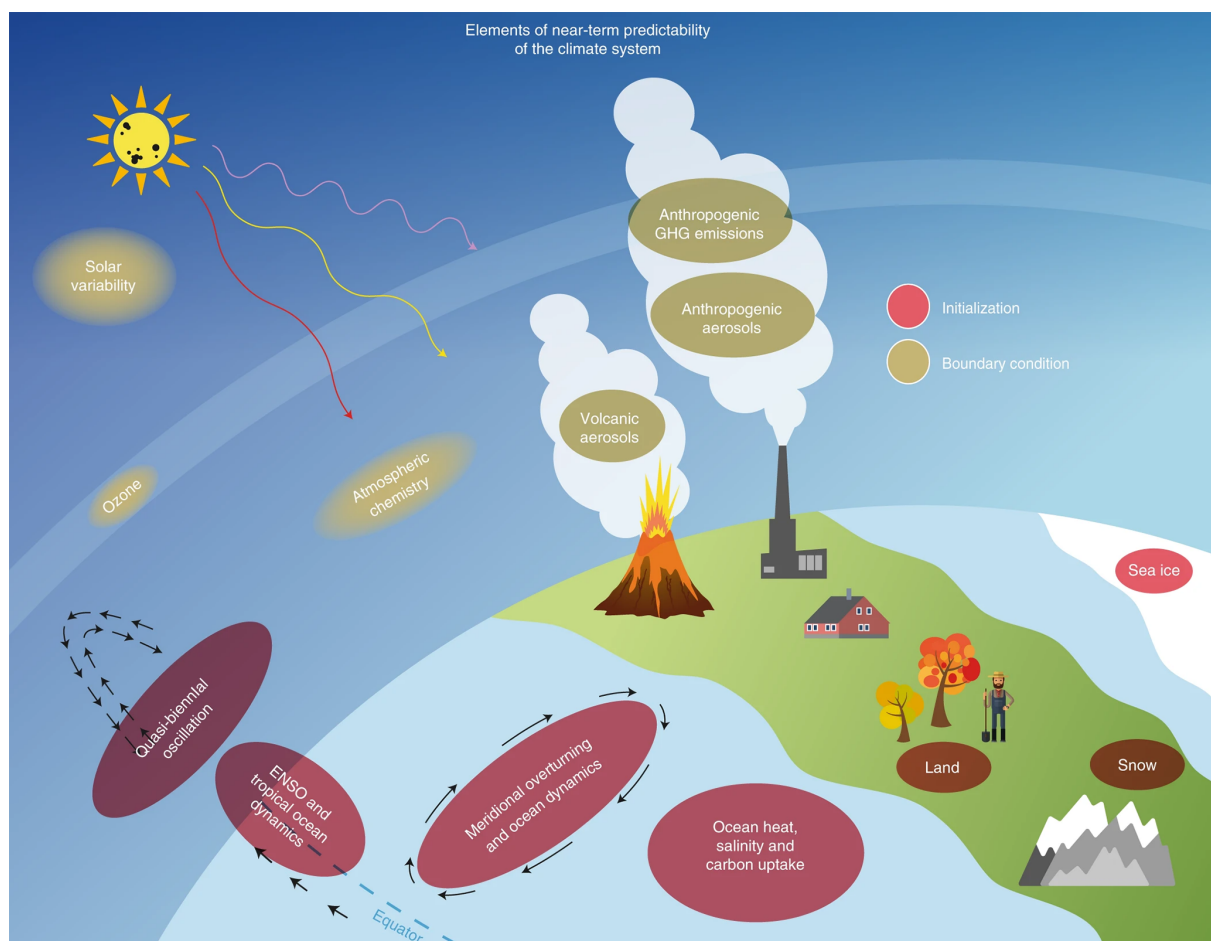 Elements of near-term predictability
of the climate system
Solar
variability
Anthropogenic
GHG emissions
Anthropogenic
aerosols
Initialization
Boundary condition
Volcanic
aerosols
Atmospheric
chemistry
Ozone
Sea ice
Quasi-biennIal
oscillation
ENSO and
tropical ocean
dynamics
Meridional overturning
and ocean dynamics
Land
Snow
Ocean heat,
salinity and
carbon uptake
Equator